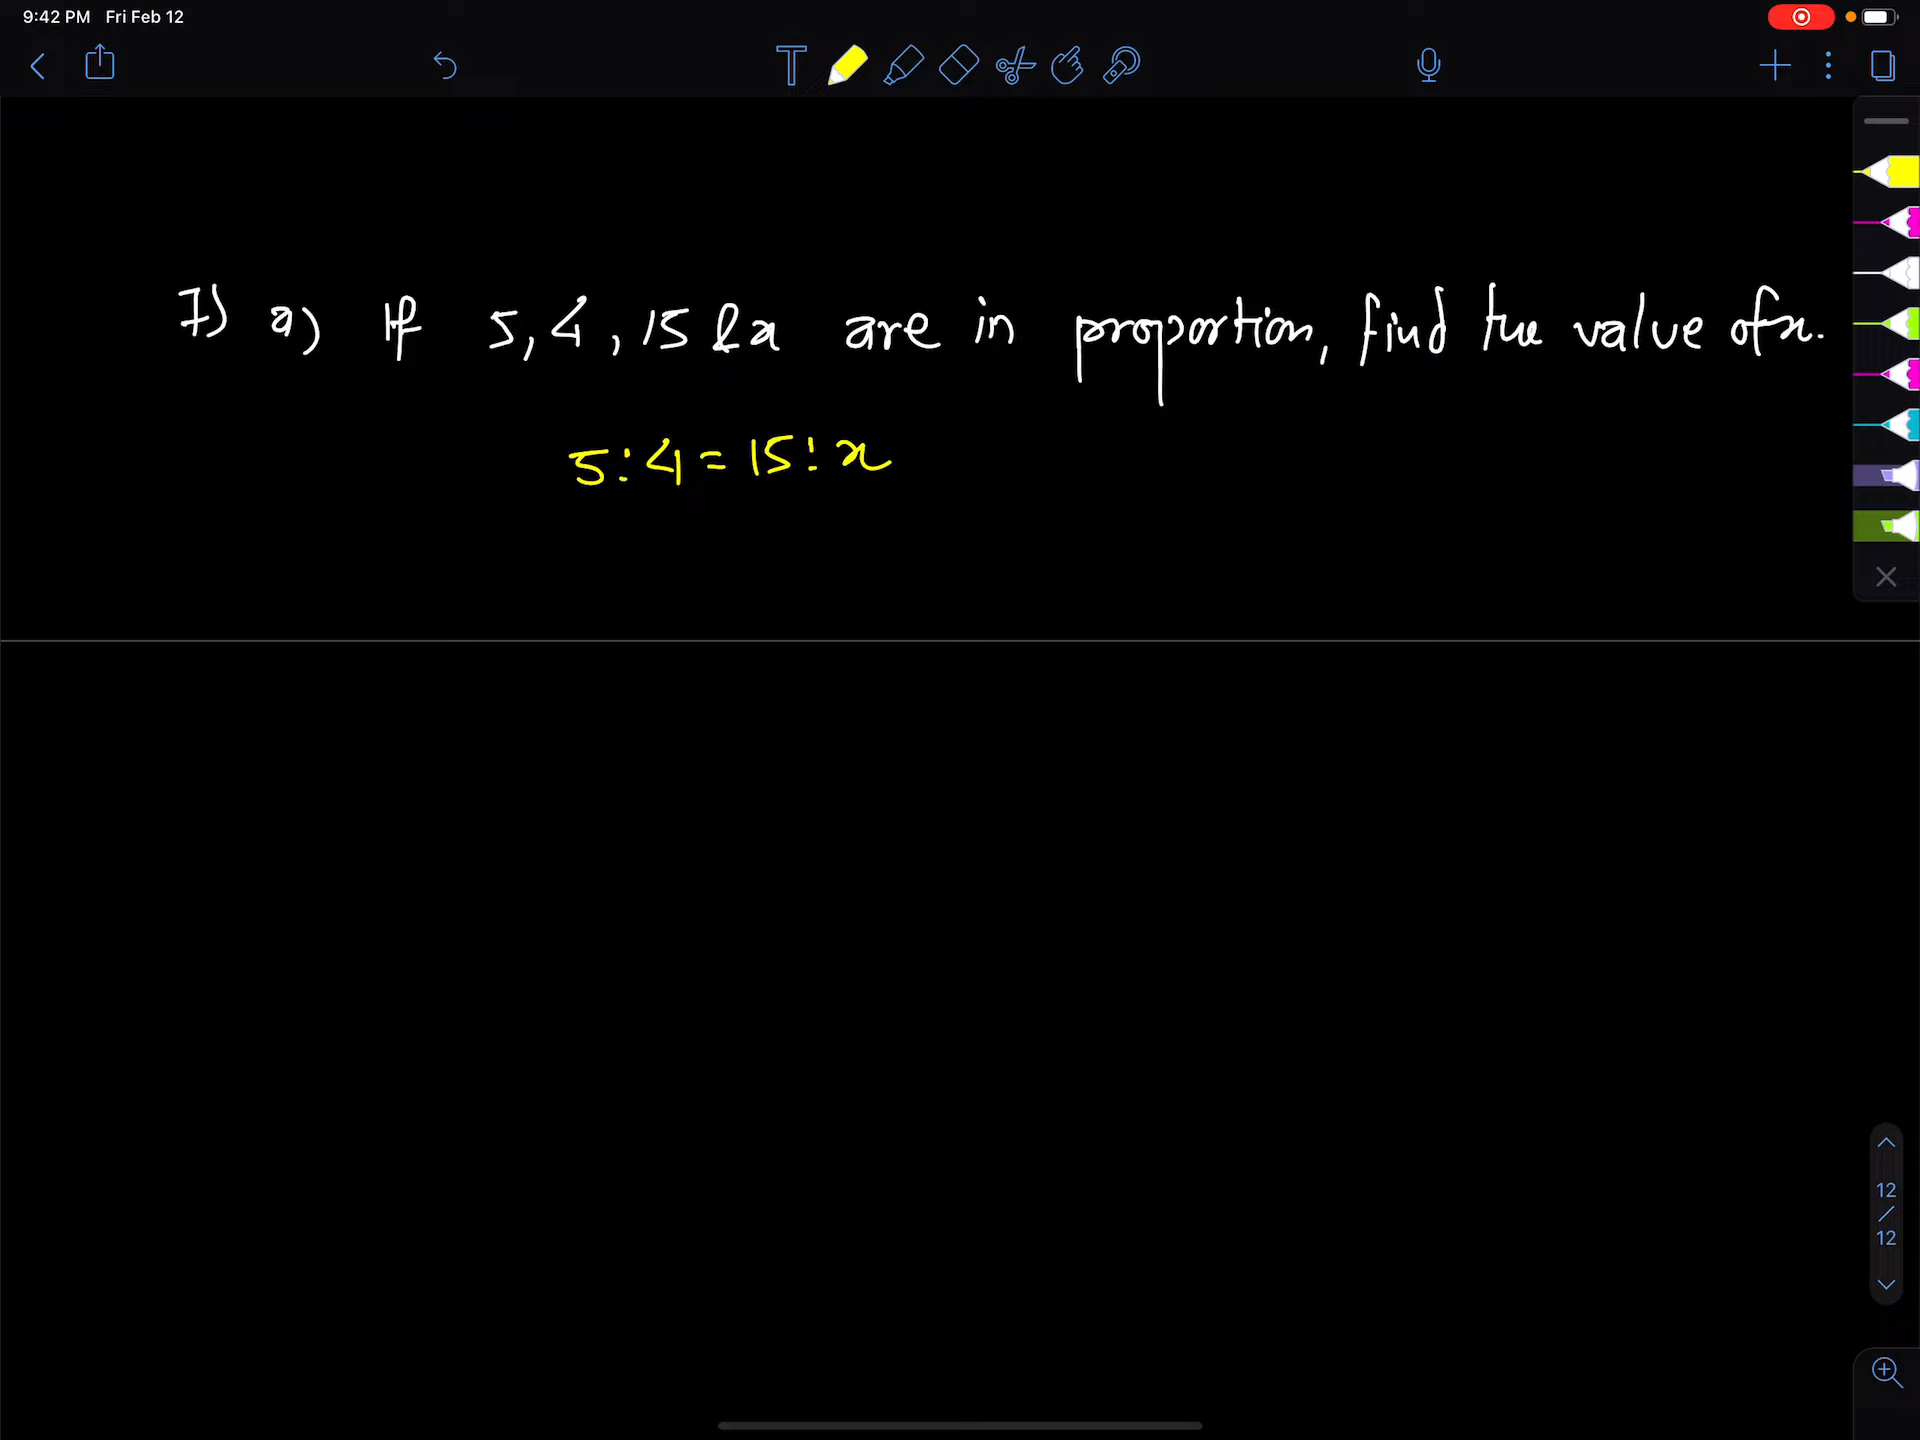 9:42 PM Fri Feb 12
7) a) If 5, 4, 15 & x are in proportion, find the value of x.
5:4 = 15:x
12
/
12